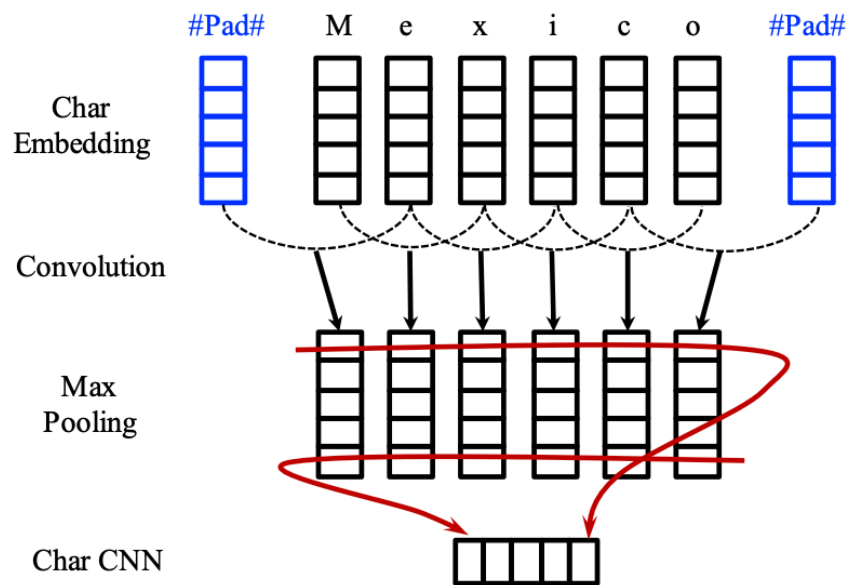 #Pad# M e x i c o #Pad#
Char
Embedding
Convolution
Max
Pooling
Char CNN